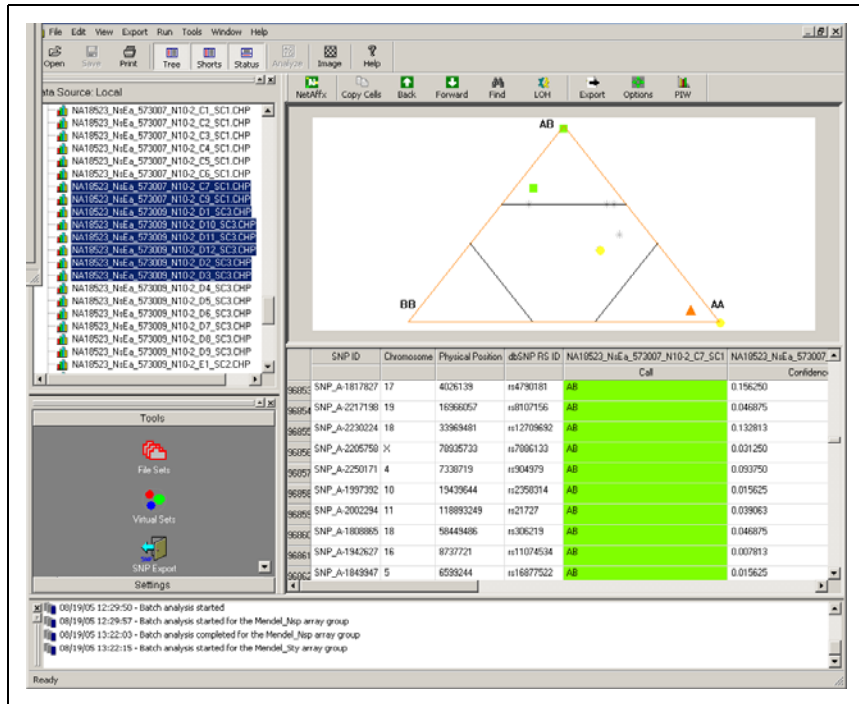 File Edit View Export Run Tools Window Help
Open Save Print Tree Shorts Status Analyze Image Help
ata Source: Local
NA18523_NsEa_573007_N10-2_C1_SC1.CHP
NA18523_NsEa_573007_N10-2_C2_SC1.CHP
NA18523_NsEa_573007_N10-2_C3_SC1.CHP
NA18523_NsEa_573007_N10-2_C4_SC1.CHP
NA18523_NsEa_573007_N10-2_C5_SC1.CHP
NA18523_NsEa_573007_N10-2_C6_SC1.CHP
NA18523_NsEa_573007_N10-2_C7_SC1.CHP
NA18523_NsEa_573007_N10-2_C9_SC1.CHP
NA18523_NsEa_573009_N10-2_D1_SC3.CHP
NA18523_NsEa_573009_N10-2_D10_SC3.CHP
NA18523_NsEa_573009_N10-2_D11_SC3.CHP
NA18523_NsEa_573009_N10-2_D12_SC3.CHP
NA18523_NsEa_573009_N10-2_D2_SC3.CHP
NA18523_NsEa_573009_N10-2_D3_SC3.CHP
NA18523_NsEa_573009_N10-2_D4_SC3.CHP
NA18523_NsEa_573009_N10-2_D5_SC3.CHP
NA18523_NsEa_573009_N10-2_D6_SC3.CHP
NA18523_NsEa_573009_N10-2_D7_SC3.CHP
NA18523_NsEa_573009_N10-2_D8_SC3.CHP
NA18523_NsEa_573009_N10-2_D9_SC3.CHP
NA18523_NsEa_573009_N10-2_E1_SC2.CHP
Tools
File Sets
Virtual Sets
SNP Export
Settings
NetAffx Copy Cells Back Forward Find LOH Export Options PIW
AB
BB AA
SNP ID Chromosome Physical Position dbSNP RS ID NA18523_NsEa_573007_N10-2_C7_SC1 NA18523_NsEa_573007_
Call Confidenc
SNP_A-1817827 17 4026139 rs4790181 AB 0.156250
96854 SNP_A-2217198 19 16966057 rs8107156 AB 0.046875
SNP_A-2230224 18 33969481 rs12709692 AB 0.132813
96856 SNP_A-2205758 X 78935733 rs7886133 AB 0.031250
96857 SNP_A-2250171 4 7338719 rs904979 AB 0.093750
SNP_A-1997392 10 19439644 rs2358314 AB 0.015625
SNP_A-2002294 11 118893249 rs21727 AB 0.039063
SNP_A-1808865 18 58449486 rs306219 AB 0.046875
96861 SNP_A-1942627 16 8737721 rs11074534 AB 0.007813
SNP_A-1849947 5 6599244 rs16877522 AB 0.015625
08/19/05 12:29:50 - Batch analysis started
08/19/05 12:29:57 - Batch analysis started for the Mendel_Nsp array group
08/19/05 13:22:03 - Batch analysis completed for the Mendel_Nsp array group
08/19/05 13:22:15 - Batch analysis started for the Mendel_Sty array group
Ready